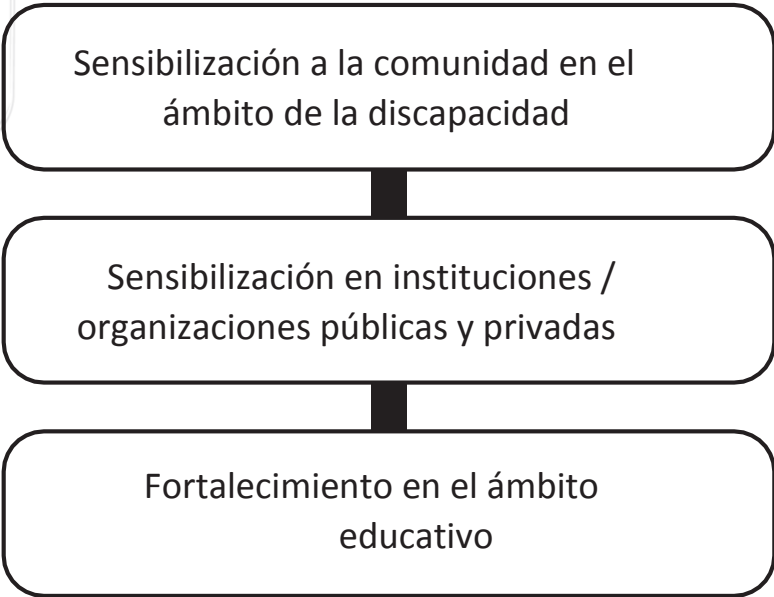 Sensibilización a la comunidad en el
ámbito de la discapacidad
Sensibilización en instituciones /
organizaciones públicas y privadas
Fortalecimiento en el ámbito
educativo